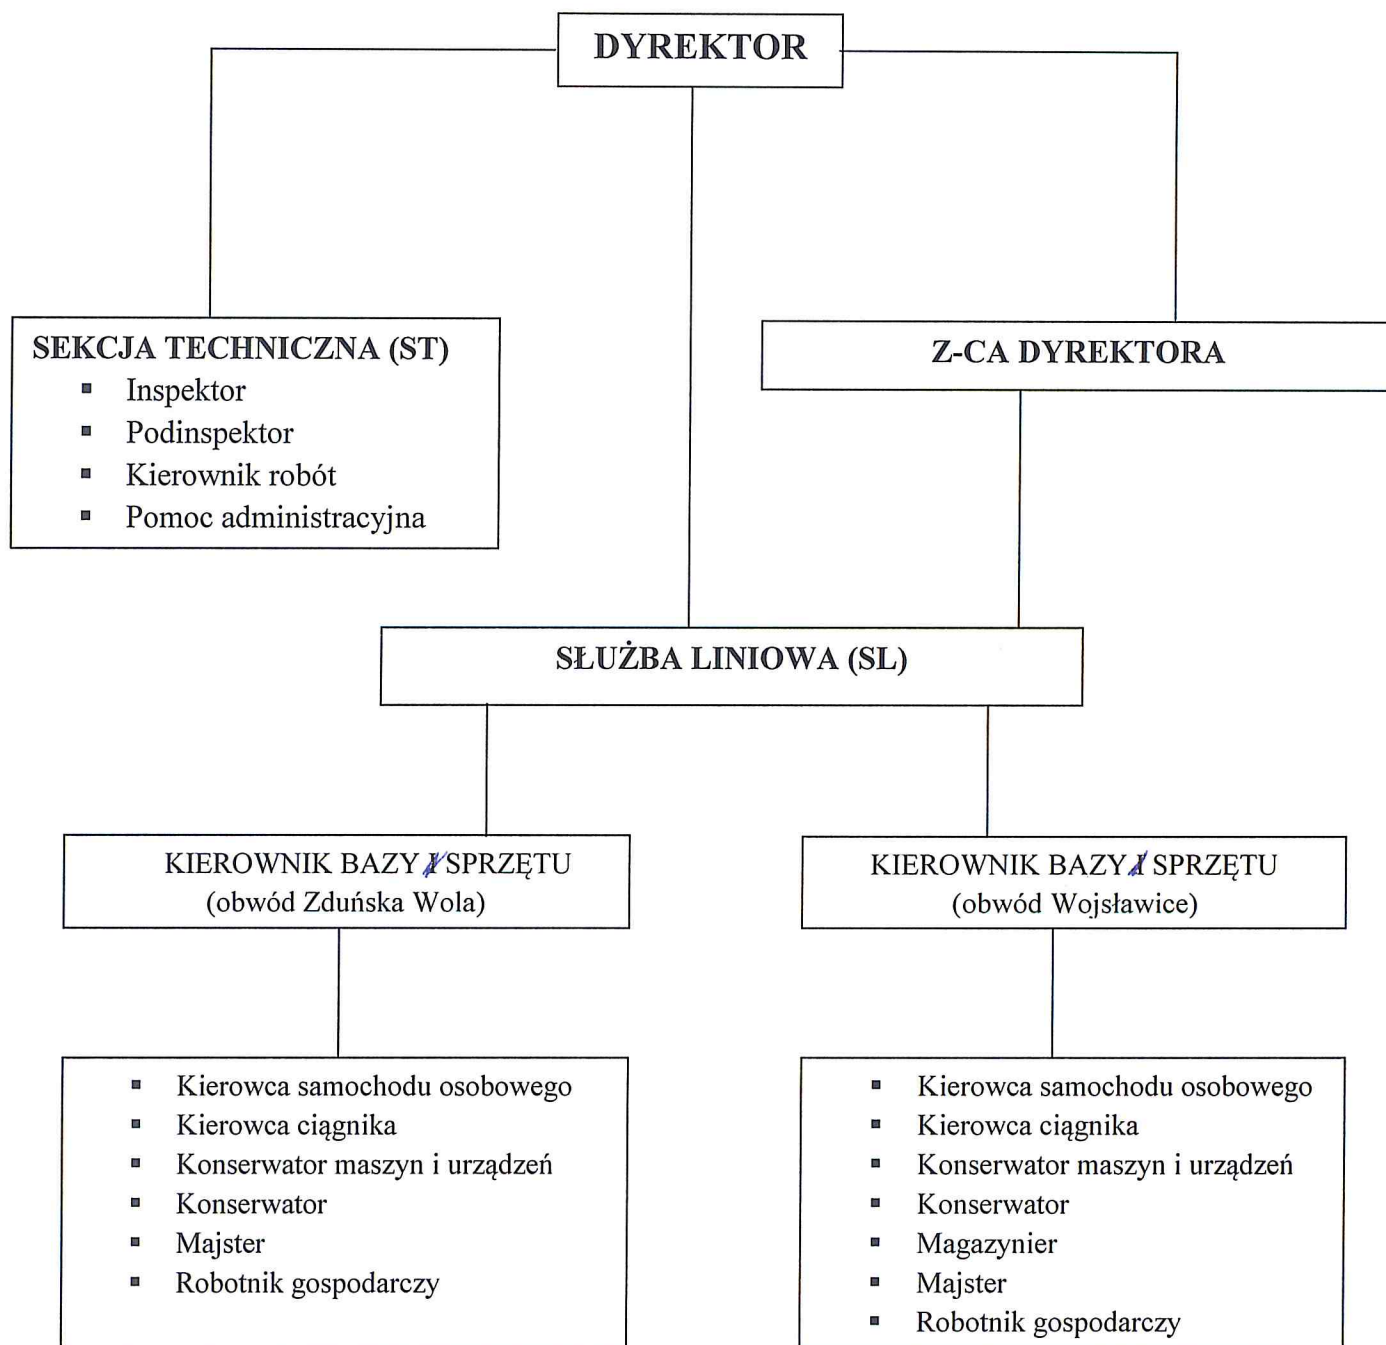 DYREKTOR
SEKCJA TECHNICZNA (ST)
▪ Inspektor
▪ Podinspektor
▪ Kierownik robót
▪ Pomoc administracyjna
Z-CA DYREKTORA
SŁUŻBA LINIOWA (SL)
KIEROWNIK BAZY I SPRZĘTU
(obwód Zduńska Wola)
KIEROWNIK BAZY I SPRZĘTU
(obwód Wojsławice)
▪ Kierowca samochodu osobowego
▪ Kierowca ciągnika
▪ Konserwator maszyn i urządzeń
▪ Konserwator
▪ Majster
▪ Robotnik gospodarczy
▪ Kierowca samochodu osobowego
▪ Kierowca ciągnika
▪ Konserwator maszyn i urządzeń
▪ Konserwator
▪ Magazynier
▪ Majster
▪ Robotnik gospodarczy